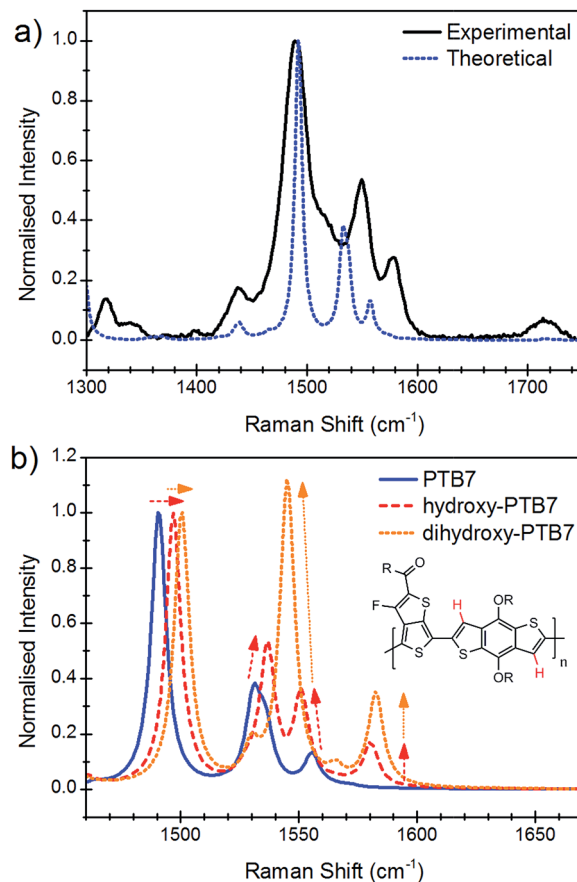 a)
Experimental
Theoretical
1.0
0.8
0.6
0.4
0.2
0.0
Normalised Intensity
1300 1400 1500 1600 1700
Raman Shift (cm⁻¹)
b)
PTB7
hydroxy-PTB7
dihydroxy-PTB7
1.2
1.0
0.8
0.6
0.4
0.2
0.0
Normalised Intensity
R O
F S
H OR
S S S
OR H
n
1500 1550 1600 1650
Raman Shift (cm⁻¹)